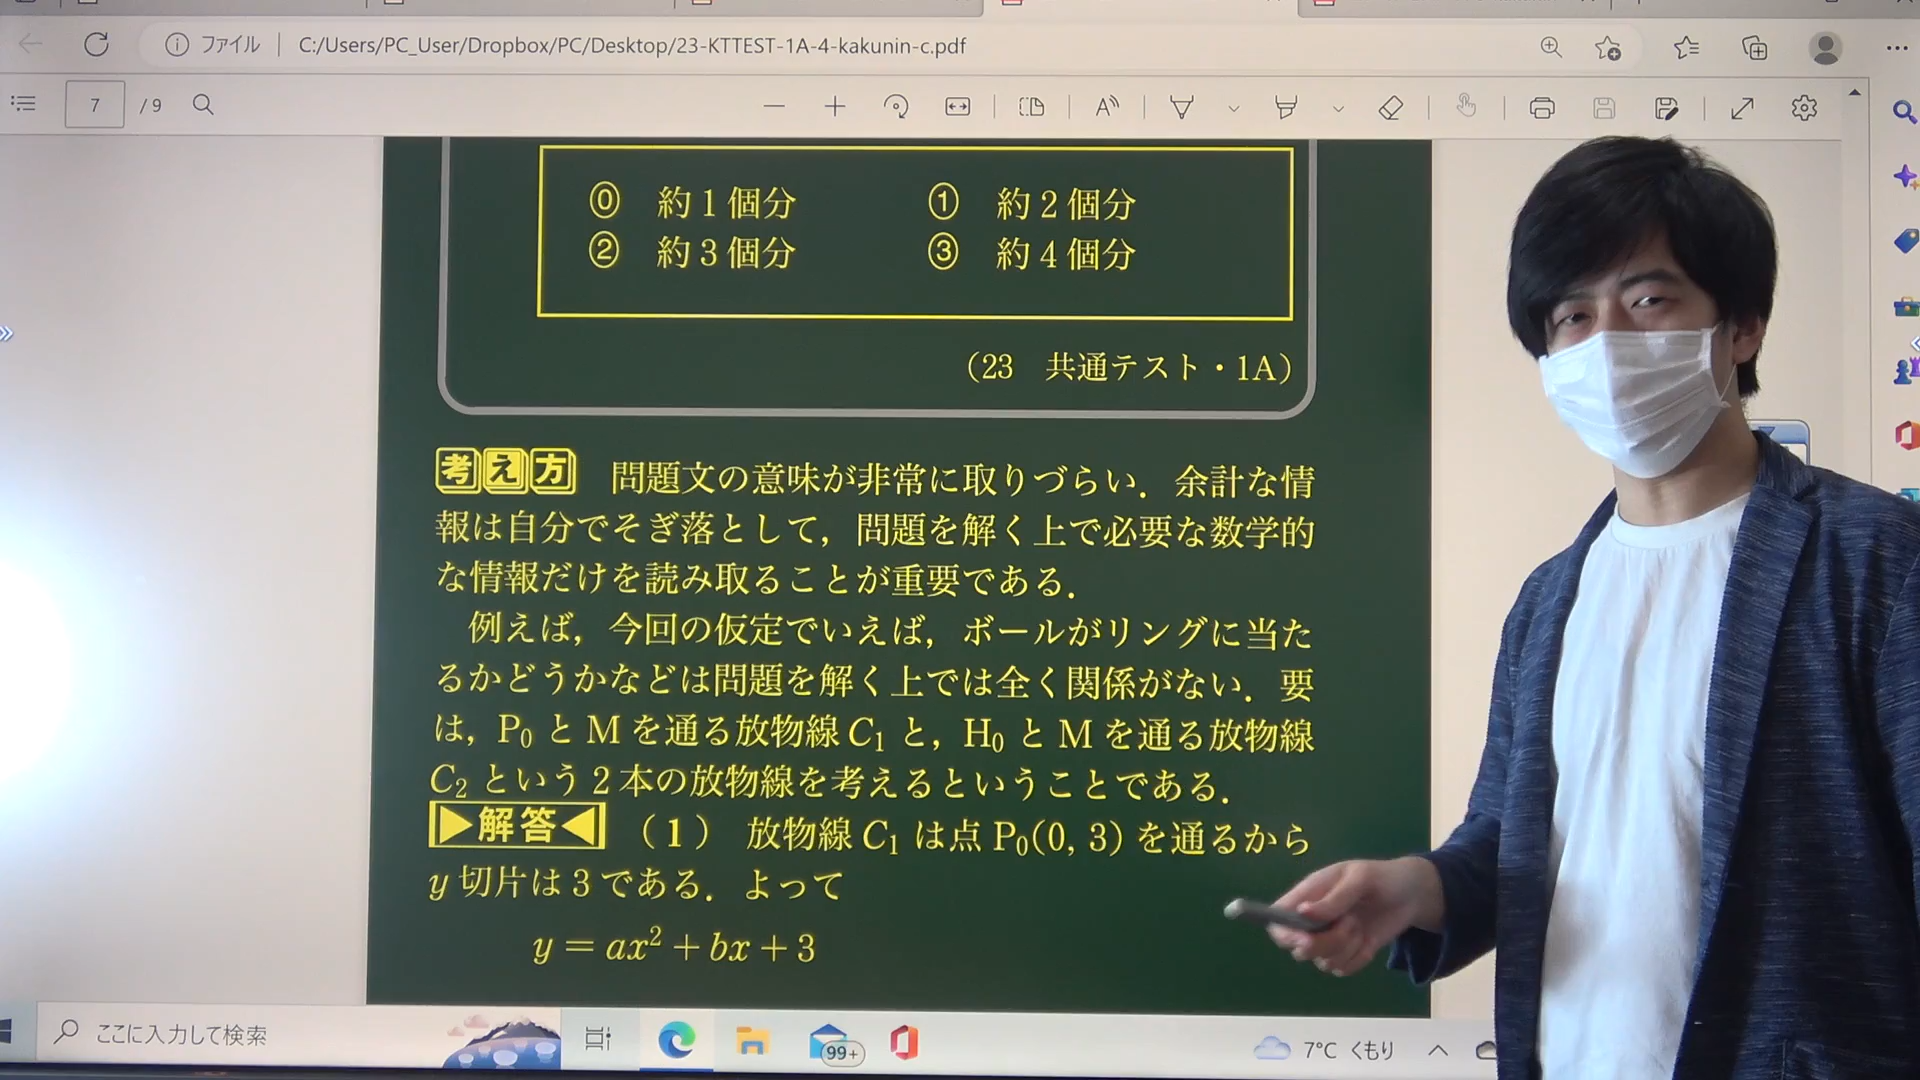 ファイル
C:/Users/PC_User/Dropbox/PC/Desktop/23-KTTEST-1A-4-kakunin-c.pdf
7 / 9
⓪ 約 1 個分 ① 約 2 個分
② 約 3 個分 ③ 約 4 個分
(23 共通テスト・1A)
考え方 問題文の意味が非常に取りづらい．余計な情
報は自分でそぎ落として，問題を解く上で必要な数学的
な情報だけを読み取ることが重要である．
例えば，今回の仮定でいえば，ボールがリングに当た
るかどうかなどは問題を解く上では全く関係がない．要
は，P₀ と M を通る放物線 C₁ と，H₀ と M を通る放物線
C₂ という 2 本の放物線を考えるということである．
▶解答◀ (1) 放物線 C₁ は点 P₀(0, 3) を通るから
y 切片は 3 である．よって
y = ax² + bx + 3
ここに入力して検索
99+
7°C くもり